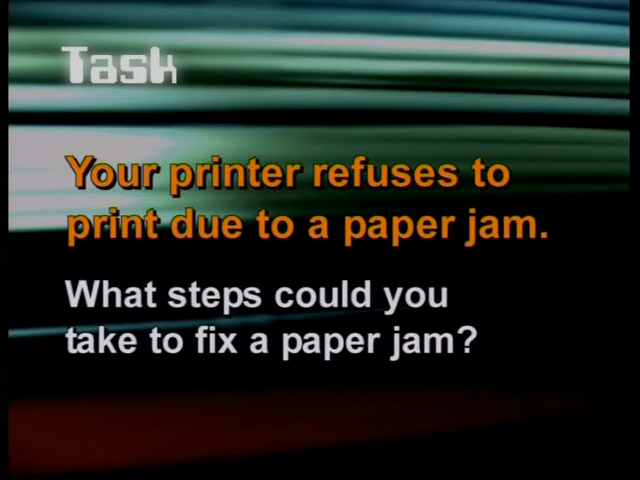 Task
Your printer refuses to
print due to a paper jam.
What steps could you
take to fix a paper jam?